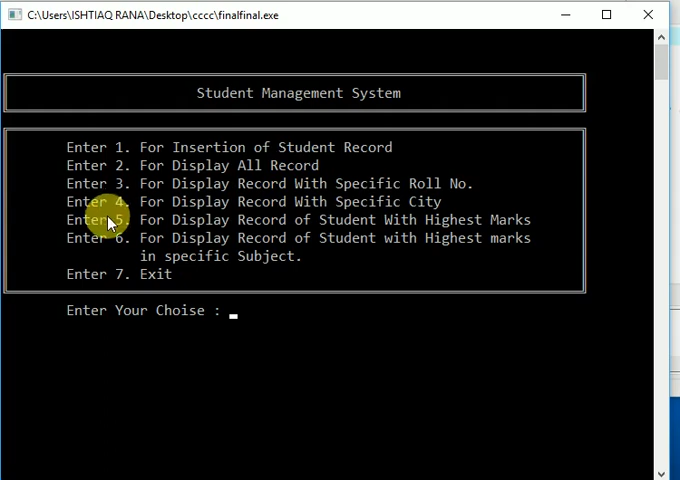 C:\Users\ISHTIAQ RANA\Desktop\cccc\finalfinal.exe
Student Management System
Enter 1. For Insertion of Student Record
Enter 2. For Display All Record
Enter 3. For Display Record With Specific Roll No.
Enter 4. For Display Record With Specific City
Enter 5. For Display Record of Student With Highest Marks
Enter 6. For Display Record of Student with Highest marks
in specific Subject.
Enter 7. Exit
Enter Your Choise :